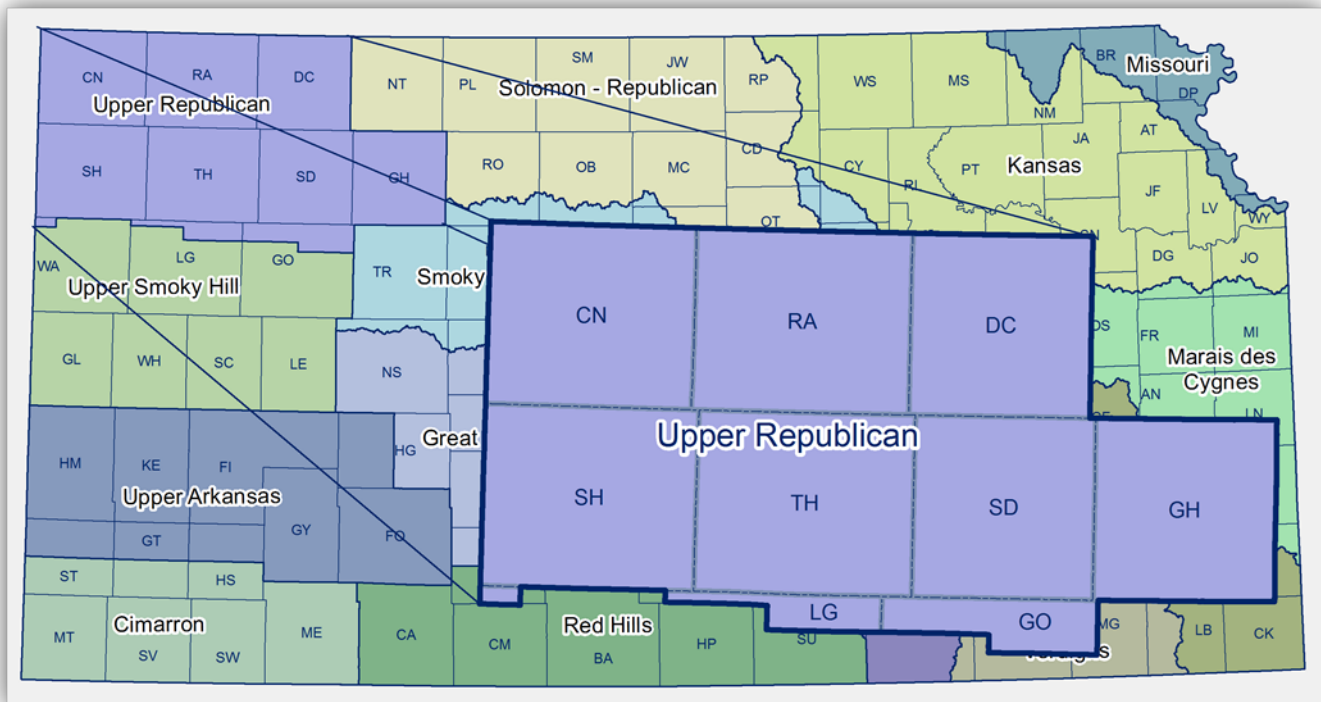 CN RA DC NT PL SM JW RP WS MS BR Missouri
Upper Republican Solomon - Republican NM DP
SH TH SD GH RO OB MC CD CY RI PT JA AT Kansas
JF LV WY
OT
WA LG GO TR Smoky DG JO
Upper Smoky Hill
GL WH SC LE NS FR MI
Marais des
Cygnes
AN LN
HM KE FI HG Great
Upper Arkansas
GT GY FO
ST HS
Cimarron
MT SV SW ME
CA CM BA HP SU
Red Hills
MG LB CK
CN RA DC
Upper Republican
SH TH SD GH
LG GO